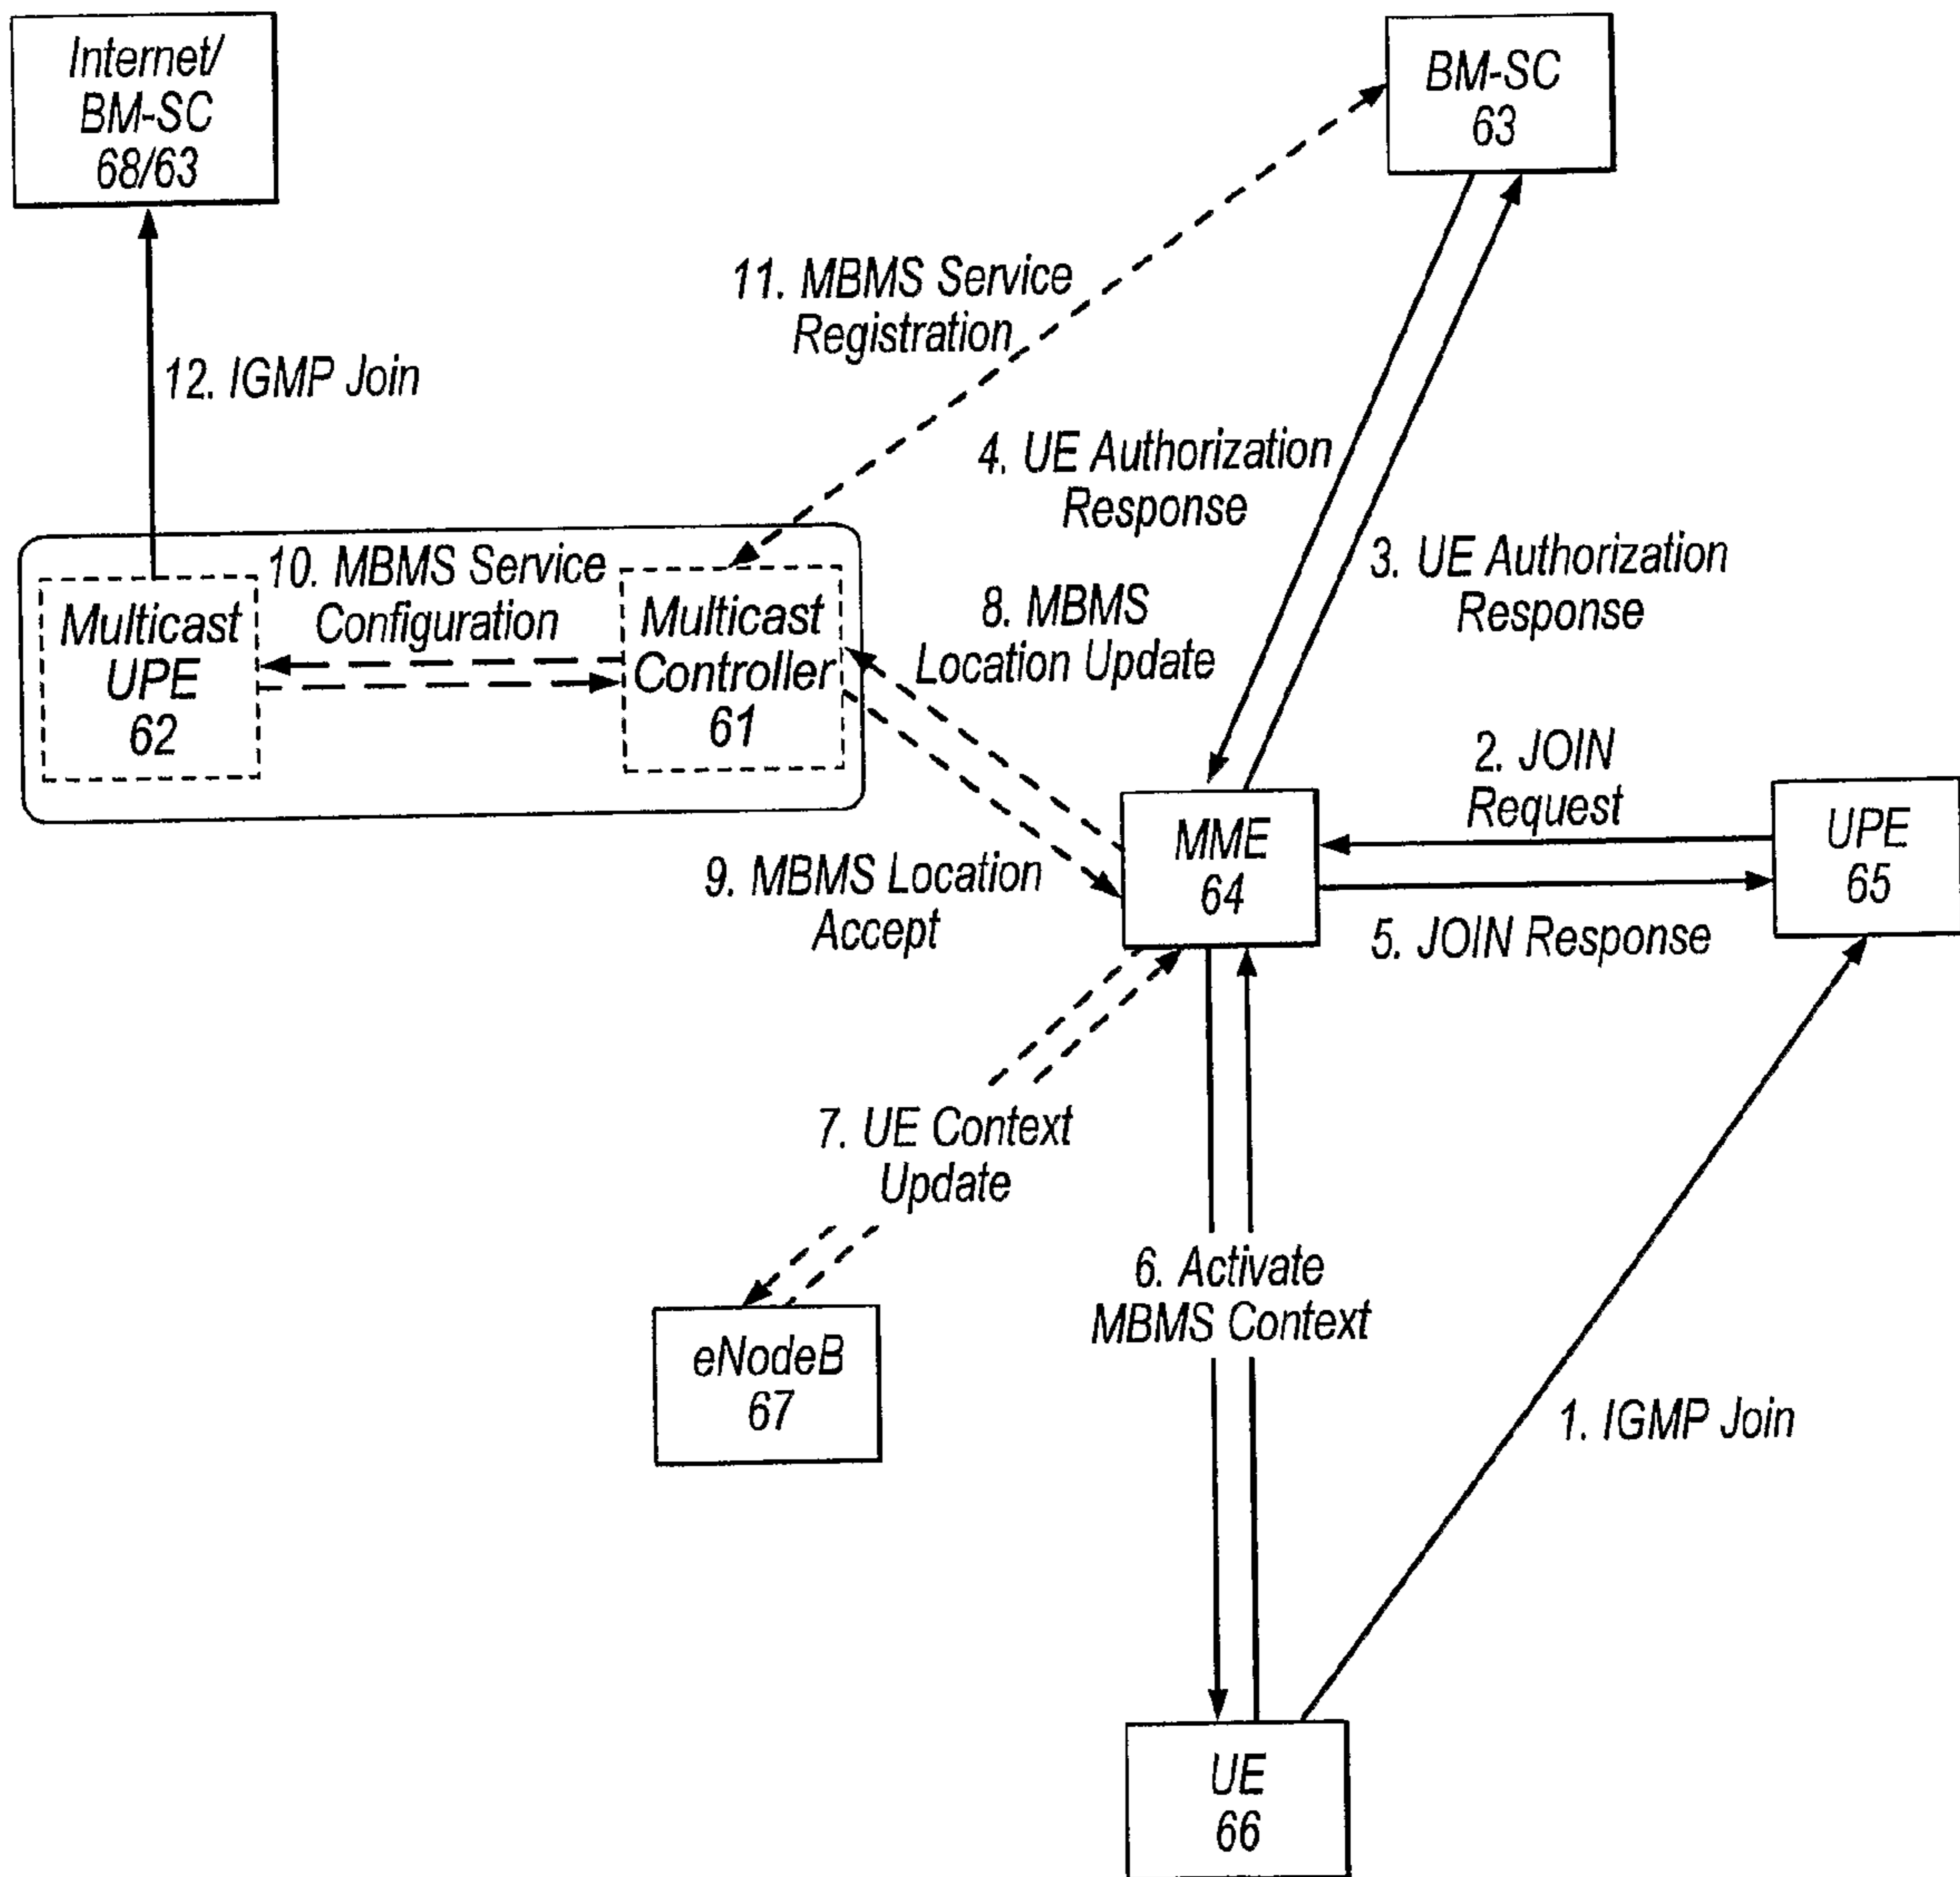 Internet/
BM-SC
68/63
BM-SC
63
11. MBMS Service
Registration
12. IGMP Join
4. UE Authorization
Response
3. UE Authorization
Response
10. MBMS Service
Configuration
Multicast
UPE
62
Multicast
Controller
61
8. MBMS
Location Update
2. JOIN
Request
MME
64
UPE
65
9. MBMS Location
Accept
5. JOIN Response
7. UE Context
Update
6. Activate
MBMS Context
eNodeB
67
1. IGMP Join
UE
66